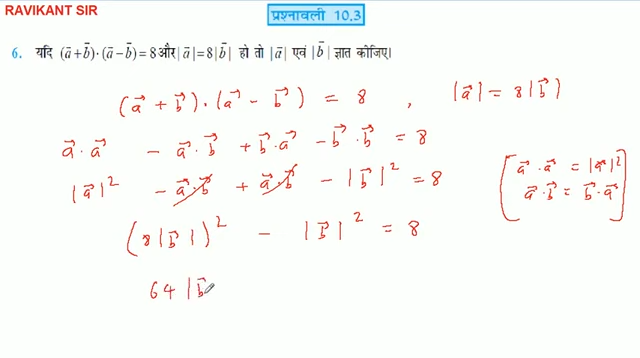 RAVIKANT SIR
प्रश्नावली 10.3
6. यदि (a⃗+b⃗)·(a⃗−b⃗) = 8 और |a⃗| = 8|b⃗| हो तो |a⃗| एवं |b⃗| ज्ञात कीजिए।
(a⃗ + b⃗) · (a⃗ − b⃗) = 8 , |a⃗| = 8|b⃗|
a⃗ · a⃗ − a⃗ · b⃗ + b⃗ · a⃗ − b⃗ · b⃗ = 8
|a⃗|² − a⃗ · b⃗ + a⃗ · b⃗ − |b⃗|² = 8
[a⃗ · a⃗ = |a⃗|²
a⃗ · b⃗ = b⃗ · a⃗]
(8|b⃗|)² − |b⃗|² = 8
64 |b⃗